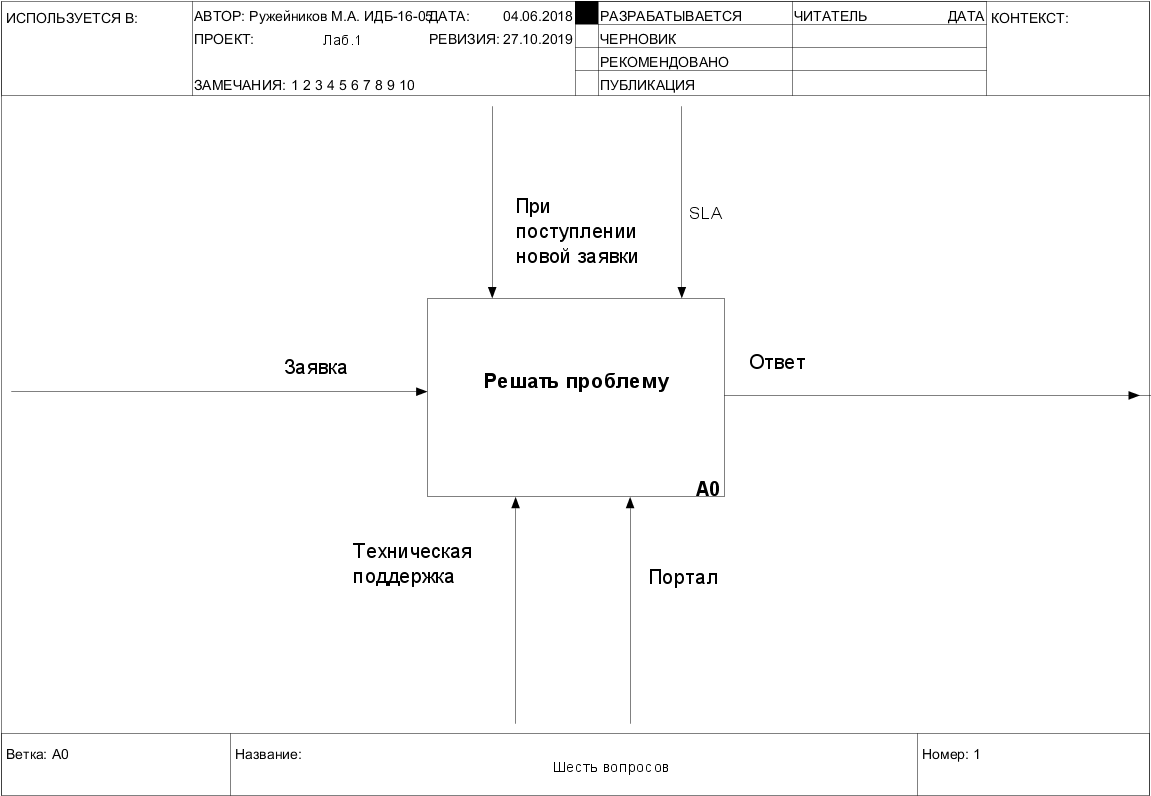 ИСПОЛЬЗУЕТСЯ В:
АВТОР: Ружейников М.А. ИДБ-16-05 ДАТА: 04.06.2018
ПРОЕКТ: Лаб.1 РЕВИЗИЯ: 27.10.2019
ЗАМЕЧАНИЯ: 1 2 3 4 5 6 7 8 9 10
РАЗРАБАТЫВАЕТСЯ
ЧЕРНОВИК
РЕКОМЕНДОВАНО
ПУБЛИКАЦИЯ
ЧИТАТЕЛЬ ДАТА
КОНТЕКСТ:
При
поступлении
новой заявки
SLA
Заявка
Решать проблему
Ответ
A0
Техническая
поддержка
Портал
Ветка: A0
Название:
Шесть вопросов
Номер: 1